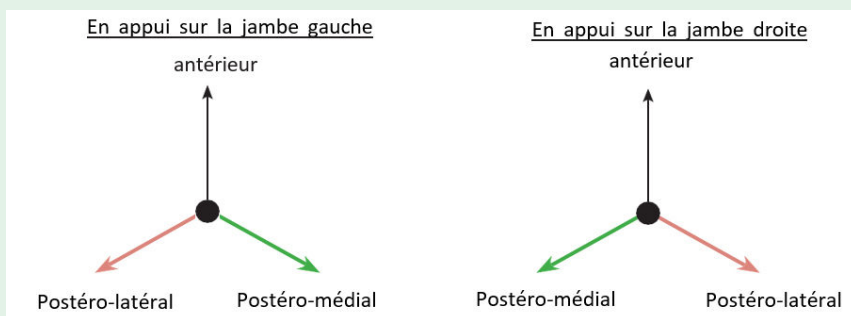 En appui sur la jambe gauche
antérieur
Postéro-latéral
Postéro-médial
En appui sur la jambe droite
antérieur
Postéro-médial
Postéro-latéral